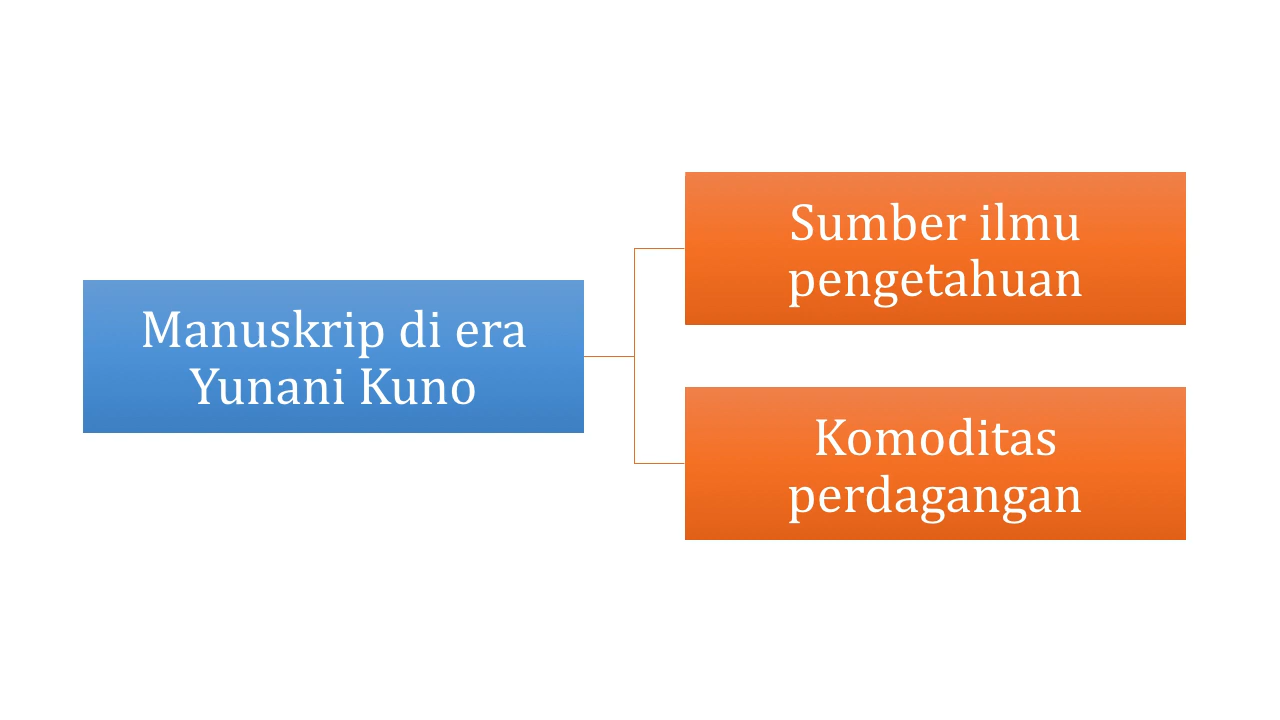 Manuskrip di era
Yunani Kuno
Sumber ilmu
pengetahuan
Komoditas
perdagangan